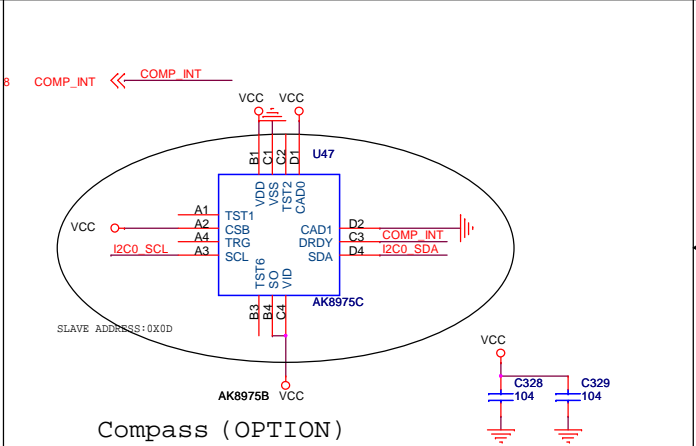 8 COMP_INT COMP_INT
VCC VCC
B1 C1 C2 D1 U47
VDD VSS TST2 CAD0
A1 TST1
VCC A2 CSB CAD1 D2
A4 TRG DRDY C3 COMP_INT
I2C0_SCL A3 SCL SDA D4 I2C0_SDA
TST6 SO VID
B3 B4 C4 AK8975C
SLAVE ADDRESS:0X0D
VCC
AK8975B VCC
C328 C329
104 104
Compass (OPTION)